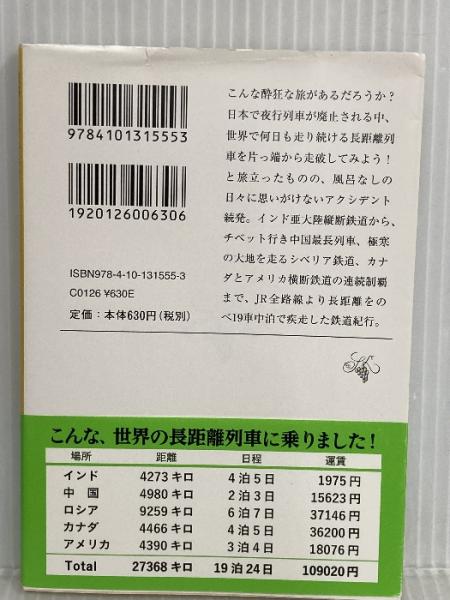 9784101315553
1920126006306
ISBN978-4-10-131555-3
C0126 ¥630E
定価：本体630円(税別)
こんな酔狂な旅があるだろうか？
日本で夜行列車が廃止される中、
世界で何日も走り続ける長距離列
車を片っ端から走破してみよう！
と旅立ったものの、風呂なしの
日々に思いがけないアクシデント
続発。インド亜大陸縦断鉄道から、
チベット行き中国最長列車、極寒
の大地を走るシベリア鉄道、カナ
ダとアメリカ横断鉄道の連続制覇
まで、JR全路線より長距離をの
べ19車中泊で疾走した鉄道紀行。
こんな、世界の長距離列車に乗りました！
場所 距離 日程 運賃
インド 4273キロ 4泊5日 1975円
中国 4980キロ 2泊3日 15623円
ロシア 9259キロ 6泊7日 37146円
カナダ 4466キロ 4泊5日 36200円
アメリカ 4390キロ 3泊4日 18076円
Total 27368キロ 19泊24日 109020円